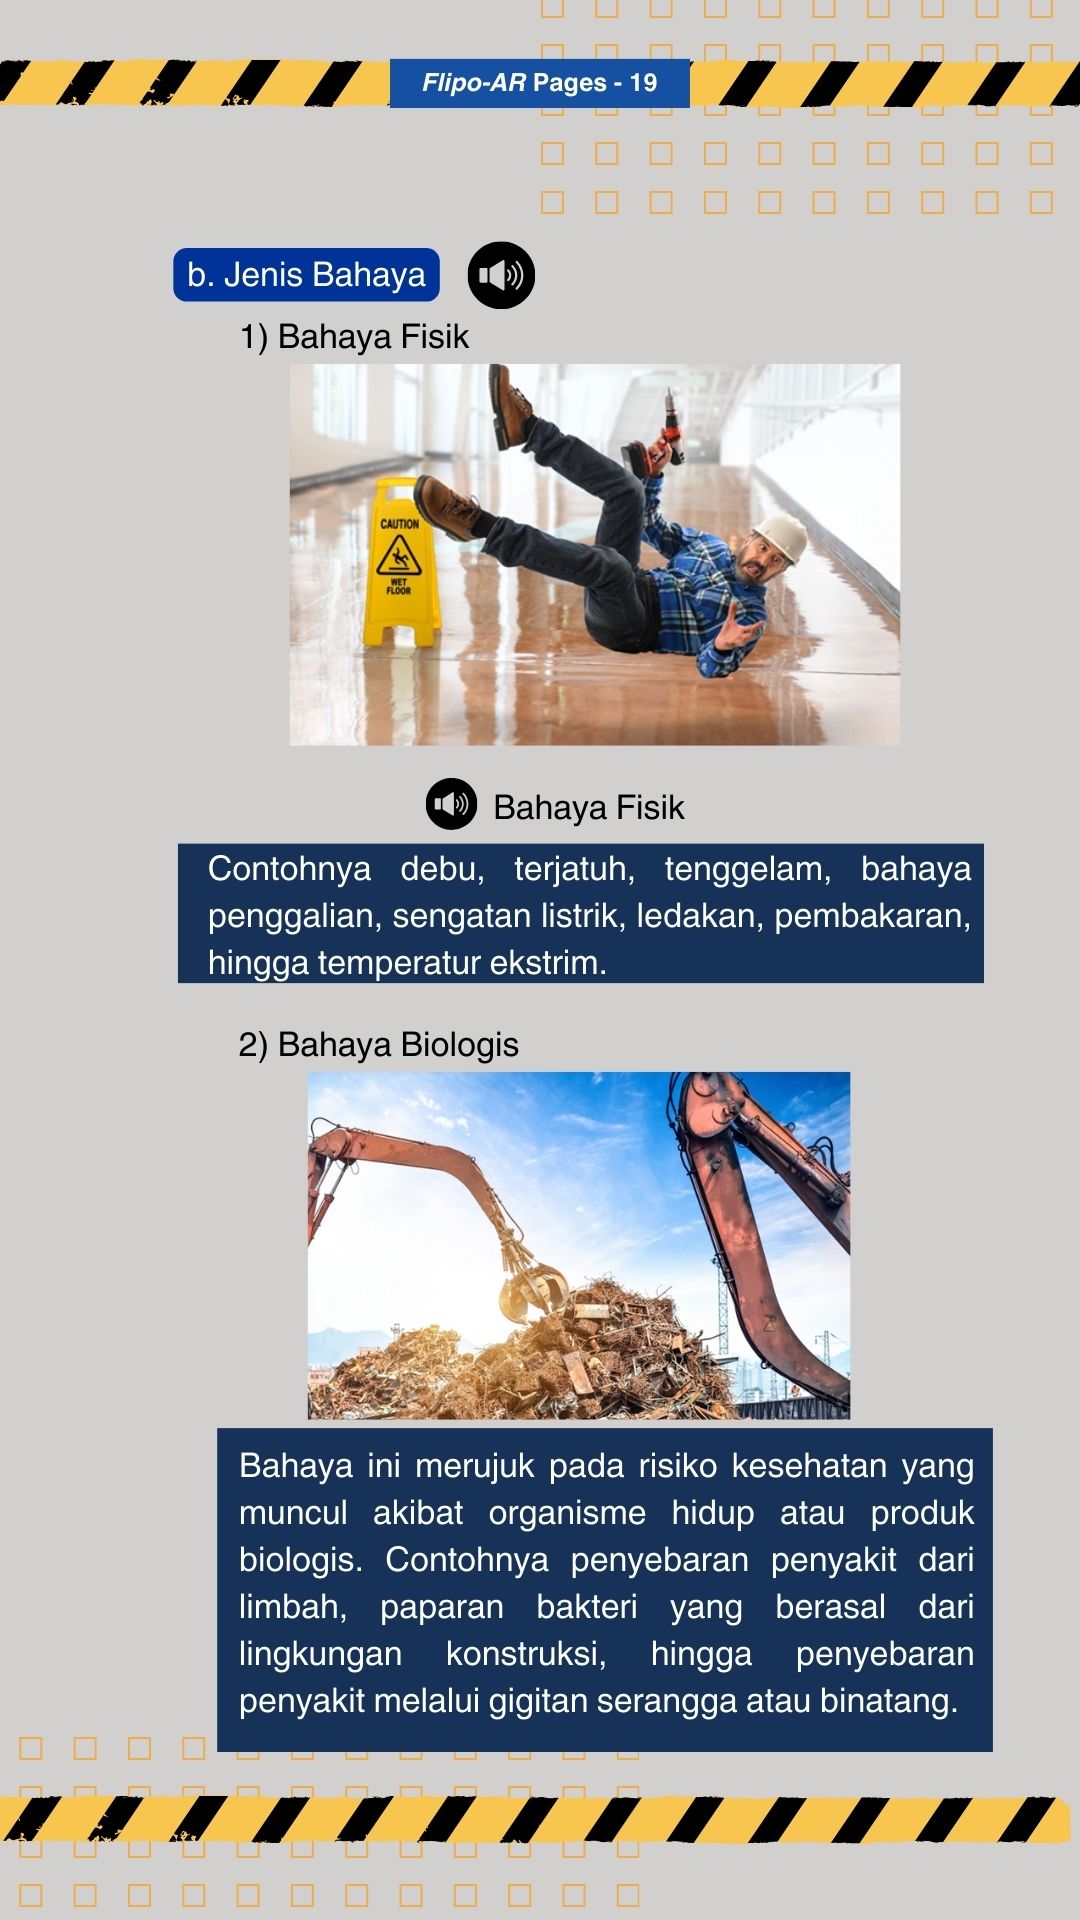 Flipo-AR Pages - 19
b. Jenis Bahaya
1) Bahaya Fisik
CAUTION
WET
FLOOR
Bahaya Fisik
Contohnya debu, terjatuh, tenggelam, bahaya
penggalian, sengatan listrik, ledakan, pembakaran,
hingga temperatur ekstrim.
2) Bahaya Biologis
Bahaya ini merujuk pada risiko kesehatan yang
muncul akibat organisme hidup atau produk
biologis. Contohnya penyebaran penyakit dari
limbah, paparan bakteri yang berasal dari
lingkungan konstruksi, hingga penyebaran
penyakit melalui gigitan serangga atau binatang.